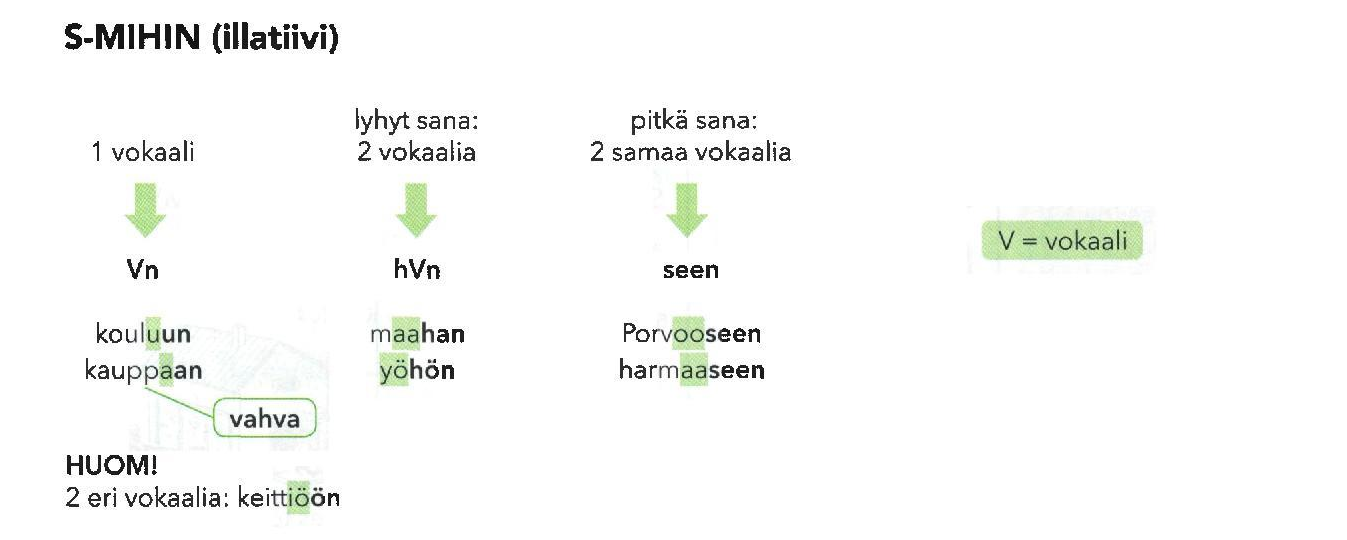 S-MIHIN (illatiivi)
1 vokaali
lyhyt sana:
2 vokaalia
pitkä sana:
2 samaa vokaalia
Vn
hVn
seen
V = vokaali
kouluun
maahan
Porvooseen
kauppaan
yöhön
harmaaseen
vahva
HUOM!
2 eri vokaalia: keittiöön